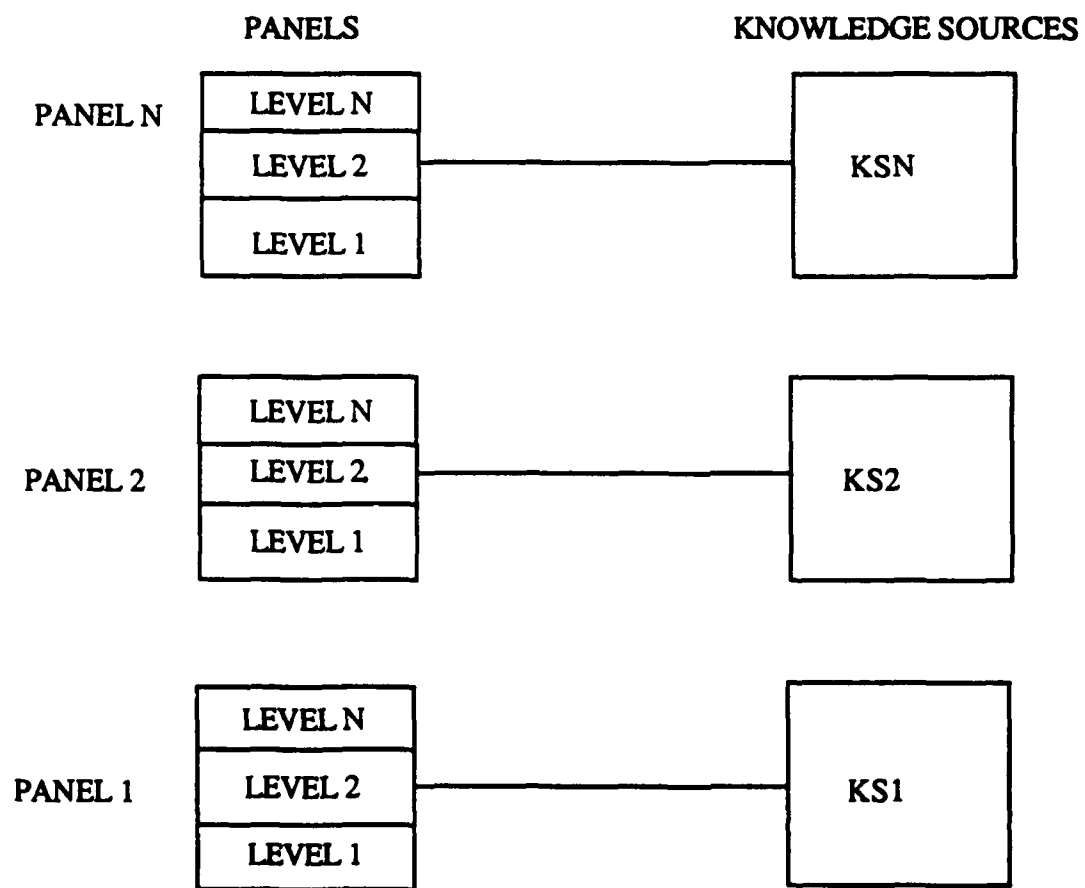 PANELS KNOWLEDGE SOURCES
PANEL N
LEVEL N
LEVEL 2
LEVEL 1
KSN
PANEL 2
LEVEL N
LEVEL 2
LEVEL 1
KS2
PANEL 1
LEVEL N
LEVEL 2
LEVEL 1
KS1